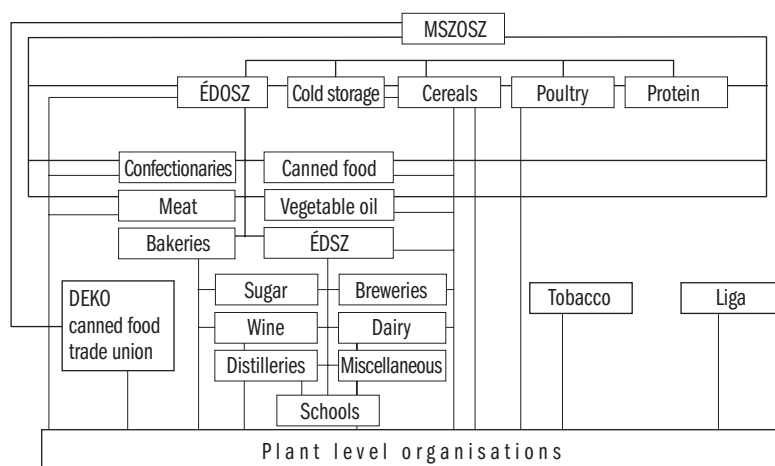 MSZOSZ
ÉDOSZ
Cold storage
Cereals
Poultry
Protein
Confectionaries
Canned food
Meat
Vegetable oil
Bakeries
ÉDSZ
DEKO
canned food
trade union
Sugar
Breweries
Tobacco
Liga
Wine
Dairy
Distilleries
Miscellaneous
Schools
Plant level organisations